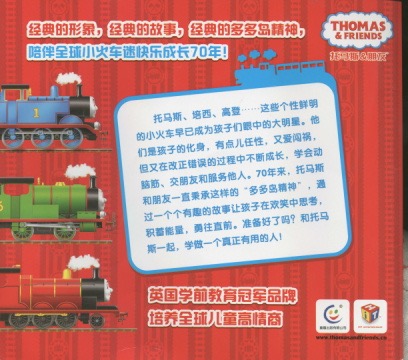 经典的形象，经典的故事，经典的多多岛精神，
陪伴全球小火车迷快乐成长70年！
THOMAS
& FRIENDS
托马斯&朋友
托马斯、培西、高登……这些个性鲜明
的小火车早已成为孩子们眼中的大明星。他
们是孩子的化身，有点儿任性，又爱闯祸，
但又在改正错误的过程中不断成长，学会动
脑筋、交朋友和服务他人。70年来，托马斯
和朋友一直秉承这样的“多多岛精神”，通
过一个个有趣的故事让孩子在欢笑中思考，
积蓄能量，勇往直前。准备好了吗？和托马
斯一起，学做一个真正有用的人！
1
6
英国学前教育冠军品牌
培养全球儿童高情商
www.thomasandfriends.cn